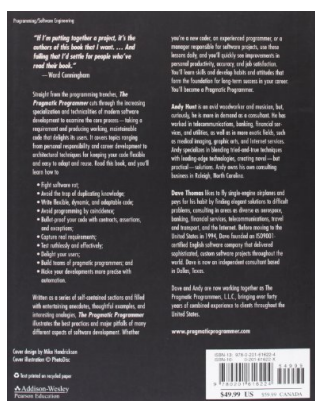 Programming/Software Engineering
"If I'm putting together a project, it's the
authors of this book that I want. . . . And
failing that I'd settle for people who've
read their book."
— Ward Cunningham
Straight from the programming trenches, The
Pragmatic Programmer cuts through the increasing
specialization and technicalities of modern software
development to examine the core process—taking a
requirement and producing working, maintainable
code that delights its users. It covers topics ranging
from personal responsibility and career development to
architectural techniques for keeping your code flexible
and easy to adapt and reuse. Read this book, and you'll
learn how to
• Fight software rot;
• Avoid the trap of duplicating knowledge;
• Write flexible, dynamic, and adaptable code;
• Avoid programming by coincidence;
• Bullet-proof your code with contracts, assertions,
and exceptions;
• Capture real requirements;
• Test ruthlessly and effectively;
• Delight your users;
• Build teams of pragmatic programmers; and
• Make your developments more precise with
automation.
Written as a series of self-contained sections and filled
with entertaining anecdotes, thoughtful examples, and
interesting analogies, The Pragmatic Programmer
illustrates the best practices and major pitfalls of many
different aspects of software development. Whether
you're a new coder, an experienced programmer, or a
manager responsible for software projects, use these
lessons daily, and you'll quickly see improvements in
personal productivity, accuracy, and job satisfaction.
You'll learn skills and develop habits and attitudes that
form the foundation for long-term success in your career.
You'll become a Pragmatic Programmer.
Andy Hunt is an avid woodworker and musician, but,
curiously, he is more in demand as a consultant. He has
worked in telecommunications, banking, financial ser-
vices, and utilities, as well as in more exotic fields, such
as medical imaging, graphic arts, and Internet services.
Andy specializes in blending tried-and-true techniques
with leading-edge technologies, creating novel—but
practical—solutions. Andy owns his own consulting
business in Raleigh, North Carolina.
Dave Thomas likes to fly single-engine airplanes and
pays for his habit by finding elegant solutions to difficult
problems, consulting in areas as diverse as aerospace,
banking, financial services, telecommunications, travel
and transport, and the Internet. Before moving to the
United States in 1994, Dave founded an ISO9001-
certified English software company that delivered
sophisticated, custom software projects throughout the
world. Dave is now an independent consultant based
in Dallas, Texas.
Dave and Andy are now working together as The
Pragmatic Programmers, L.L.C., bringing over forty
years of combined experience to clients throughout the
United States.
www.pragmaticprogrammer.com
Cover design by Mike Hendrickson
Cover illustration © PhotoDisc
Text printed on recycled paper
Addison-Wesley
Pearson Education
ISBN-13: 978-0-201-61622-4
ISBN-10: 0-201-61622-X
9 780201 616224
$49.99 US
CANADA